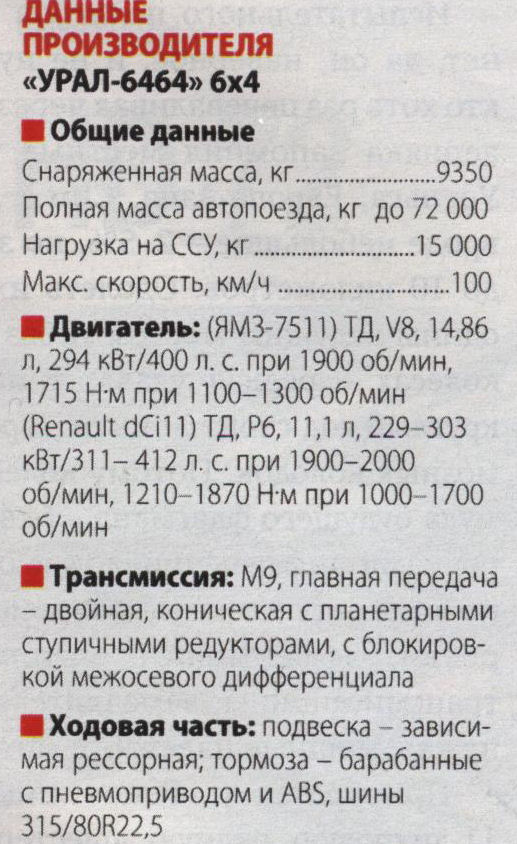 ДАННЫЕ
ПРОИЗВОДИТЕЛЯ
«УРАЛ-6464» 6х4
Общие данные
Снаряженная масса, кг..........................9350
Полная масса автопоезда, кг до 72 000
Нагрузка на ССУ, кг..............................15 000
Макс. скорость, км/ч................................100
Двигатель: (ЯМЗ-7511) ТД, V8, 14,86
л, 294 кВт/400 л. с. при 1900 об/мин,
1715 Н·м при 1100–1300 об/мин
(Renault dCi11) ТД, Р6, 11,1 л, 229–303
кВт/311– 412 л. с. при 1900–2000
об/мин, 1210–1870 Н·м при 1000–1700
об/мин
Трансмиссия: М9, главная передача
– двойная, коническая с планетарными
ступичными редукторами, с блокиров-
кой межосевого дифференциала
Ходовая часть: подвеска – зависи-
мая рессорная; тормоза – барабанные
с пневмоприводом и ABS, шины
315/80R22,5